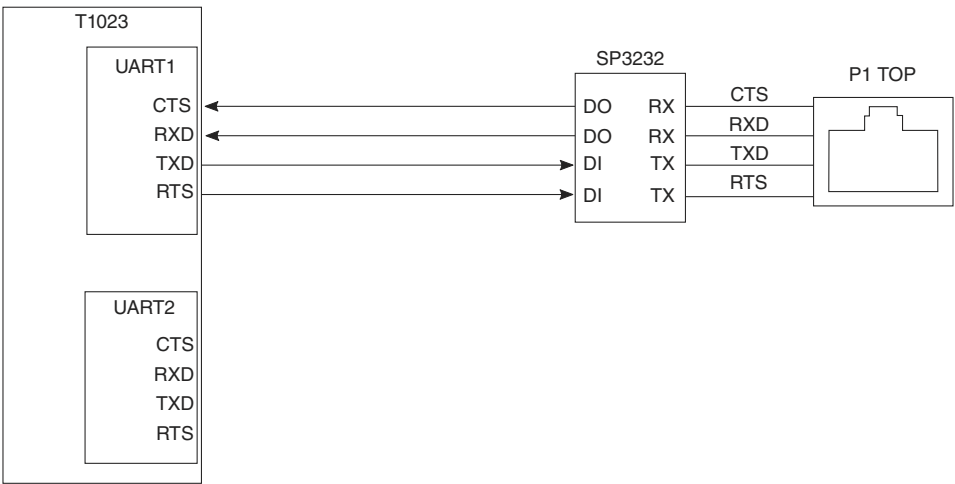 T1023
UART1
CTS
RXD
TXD
RTS
SP3232
DO RX
DO RX
DI TX
DI TX
CTS
RXD
TXD
RTS
P1 TOP
UART2
CTS
RXD
TXD
RTS